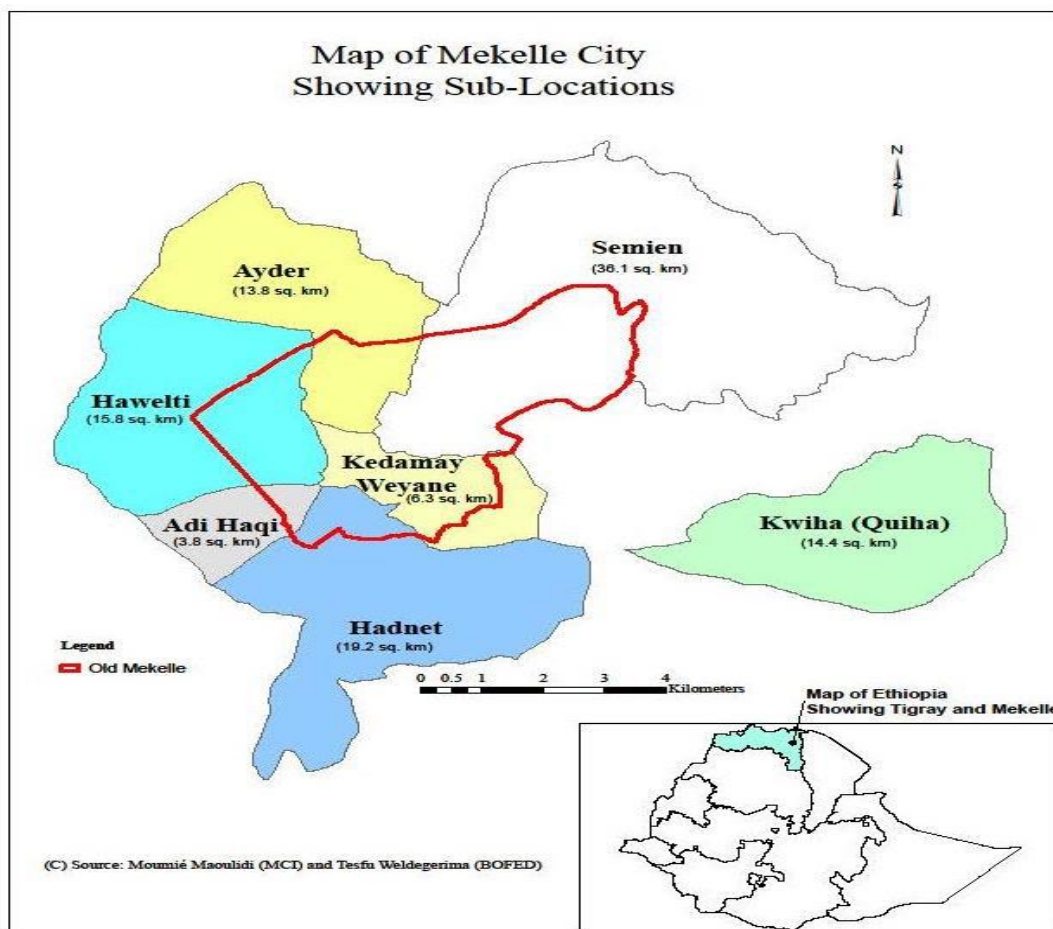 Map of Mekelle City
Showing Sub-Locations
N
Semien
(36.1 sq. km)
Ayder
(13.8 sq. km)
Hawelti
(15.8 sq. km)
Kedamay
Weyane
(6.3 sq. km)
Adi Haqi
(3.8 sq. km)
Kwiha (Quiha)
(14.4 sq. km)
Hadnet
(19.2 sq. km)
Legend
Old Mekelle
0 0.5 1 2 3 4
Kilometers
Map of Ethiopia
Showing Tigray and Mekelle
(C) Source: Moumié Maoulidi (MCI) and Tesfu Weldegerima (BOFED)